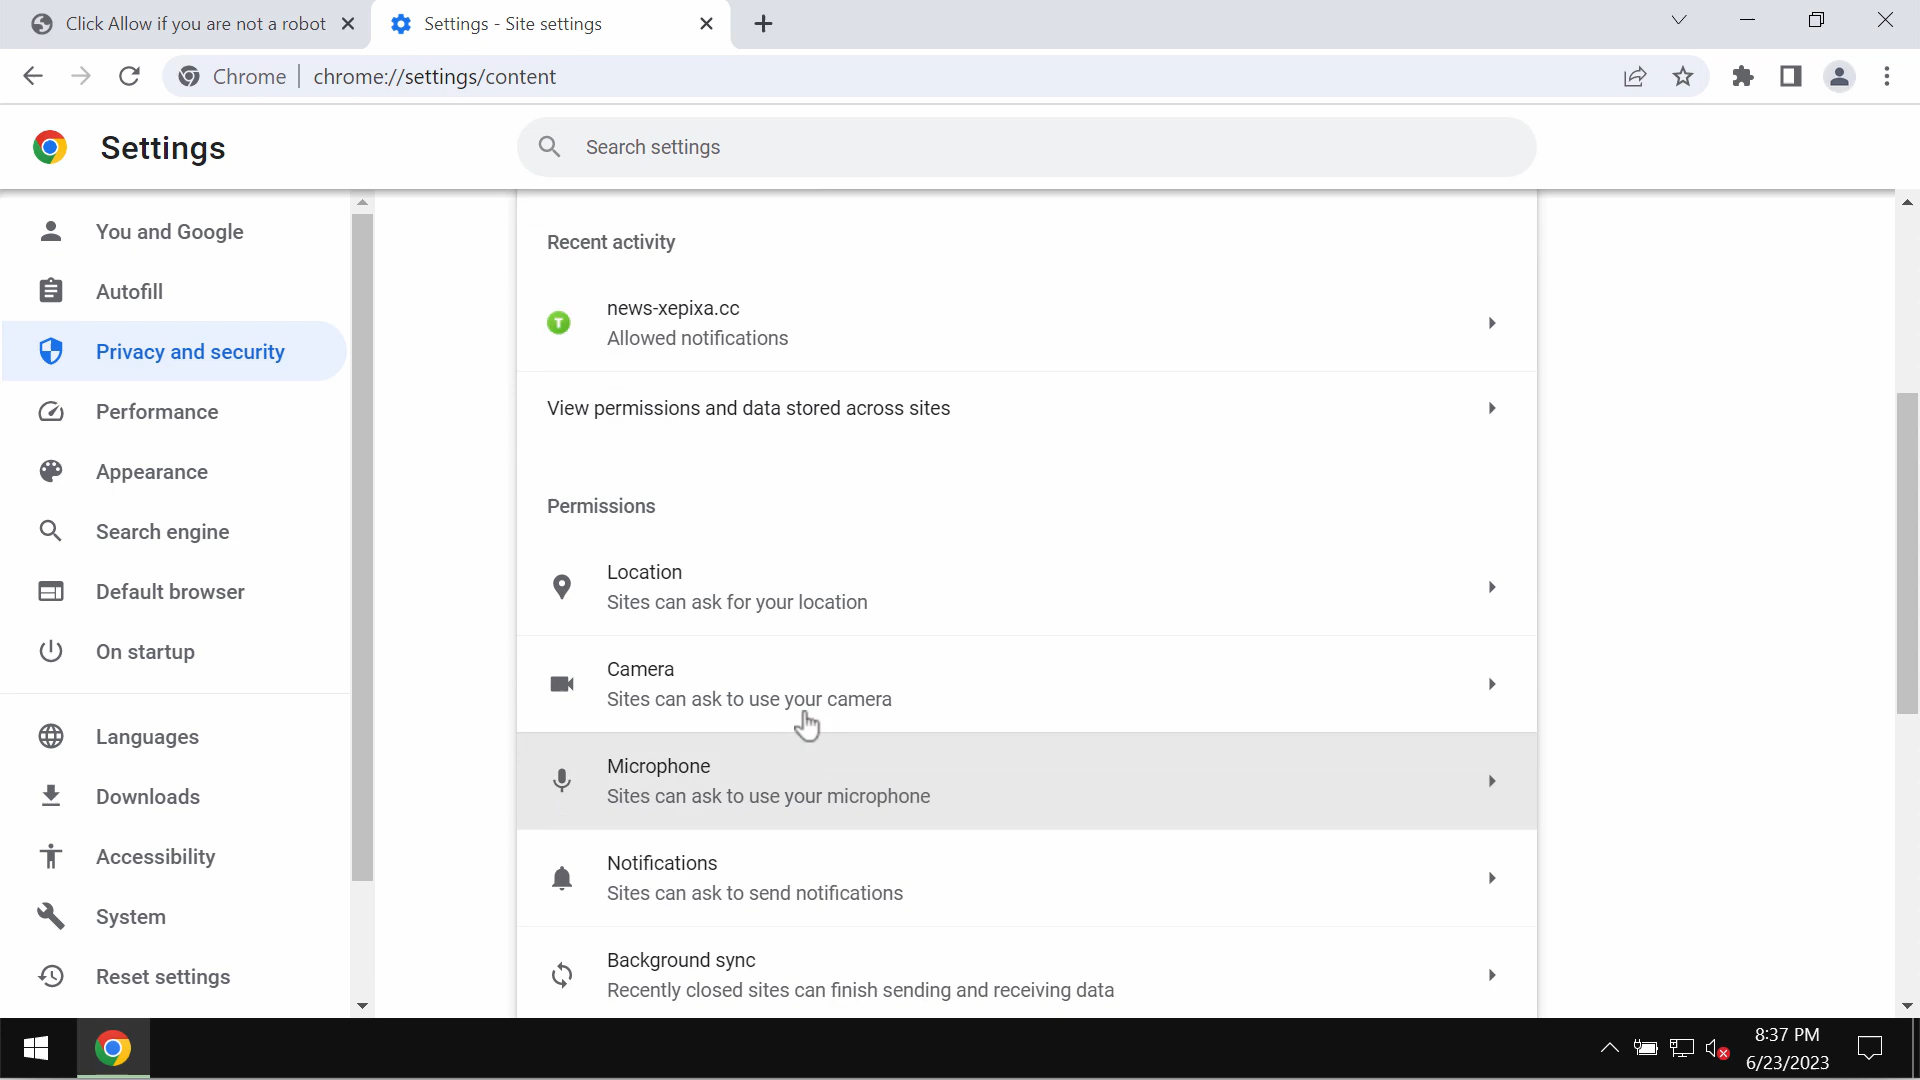 Click Allow if you are not a robot
Settings - Site settings
Chrome
chrome://settings/content
Settings
Search settings
You and Google
Autofill
Privacy and security
Performance
Appearance
Search engine
Default browser
On startup
Languages
Downloads
Accessibility
System
Reset settings
Recent activity
T
news-xepixa.cc
Allowed notifications
View permissions and data stored across sites
Permissions
Location
Sites can ask for your location
Camera
Sites can ask to use your camera
Microphone
Sites can ask to use your microphone
Notifications
Sites can ask to send notifications
Background sync
Recently closed sites can finish sending and receiving data
8:37 PM
6/23/2023